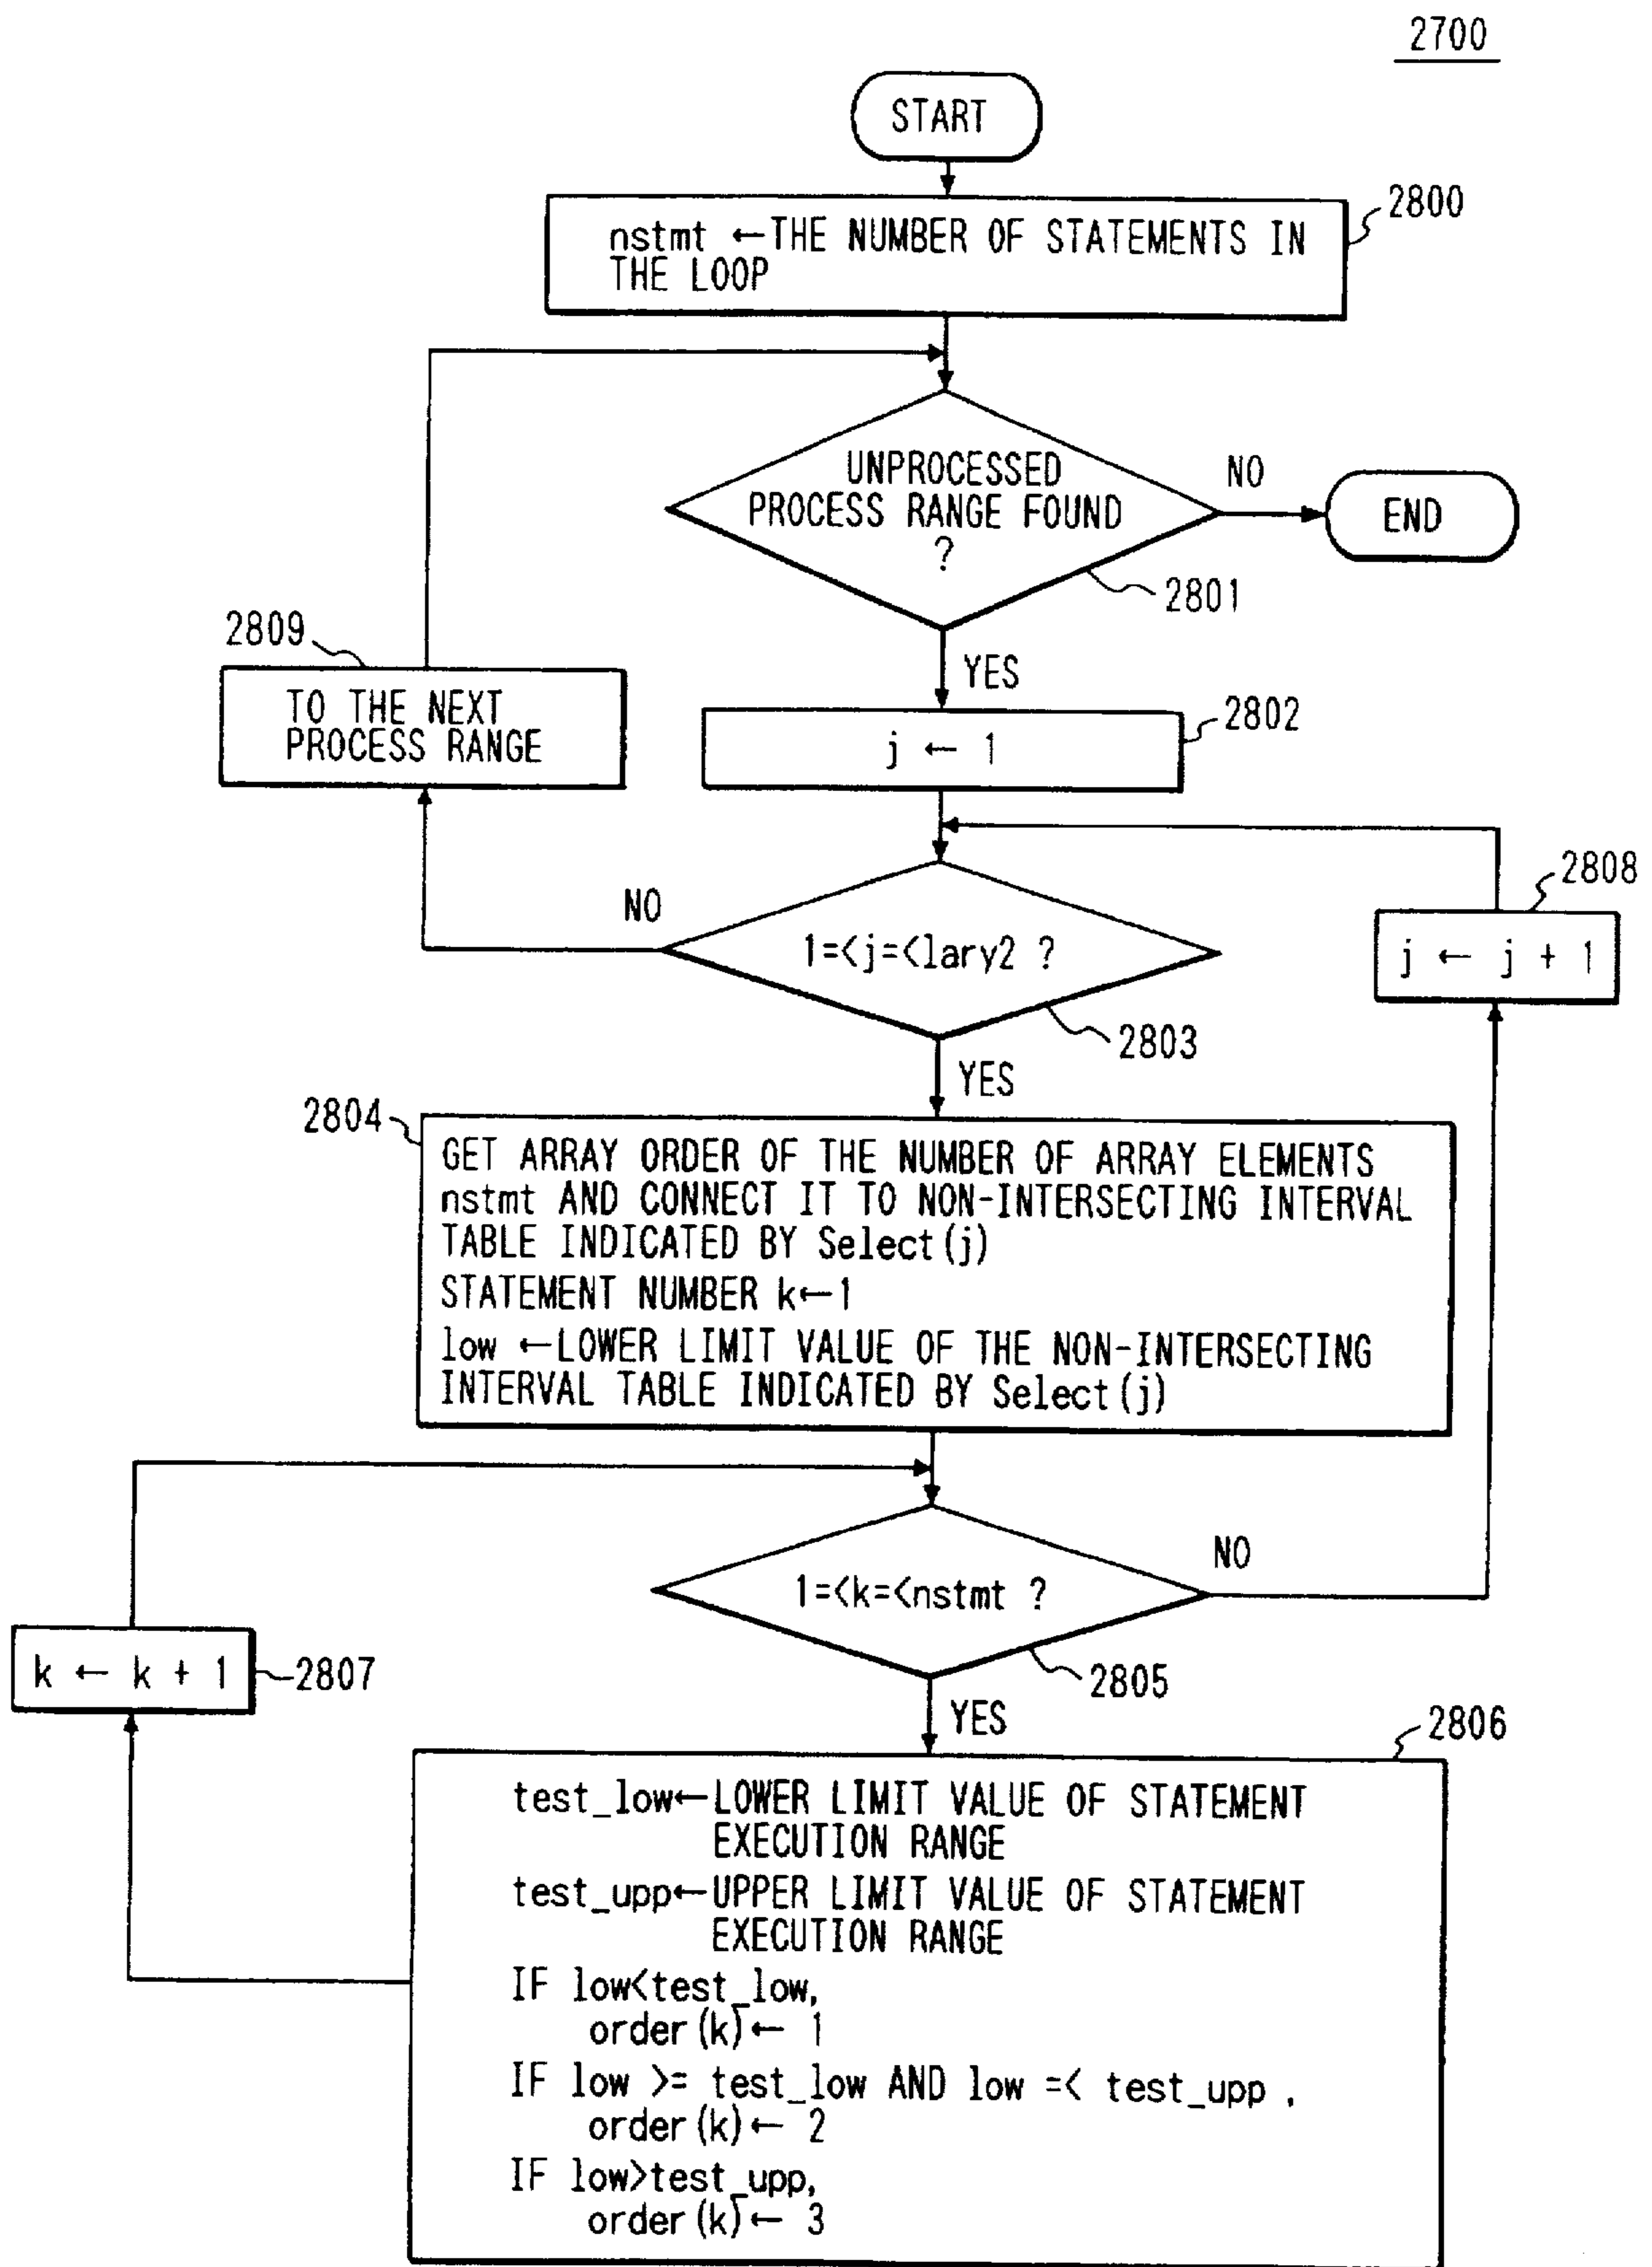 2700
START
2800
nstmt ←THE NUMBER OF STATEMENTS IN
THE LOOP
UNPROCESSED
PROCESS RANGE FOUND
?
NO
END
2801
2809
YES
TO THE NEXT
PROCESS RANGE
2802
j ← 1
2808
NO
1=<j=<lary2 ?
j ← j + 1
2803
YES
2804
GET ARRAY ORDER OF THE NUMBER OF ARRAY ELEMENTS
nstmt AND CONNECT IT TO NON-INTERSECTING INTERVAL
TABLE INDICATED BY Select(j)
STATEMENT NUMBER k←1
low ←LOWER LIMIT VALUE OF THE NON-INTERSECTING
INTERVAL TABLE INDICATED BY Select(j)
NO
1=<k=<nstmt ?
k ← k + 1
2807
2805
YES
2806
test_low←LOWER LIMIT VALUE OF STATEMENT
EXECUTION RANGE
test_upp←UPPER LIMIT VALUE OF STATEMENT
EXECUTION RANGE
IF low<test_low,
order(k)← 1
IF low >= test_low AND low =< test_upp ,
order(k)← 2
IF low>test_upp,
order(k)← 3